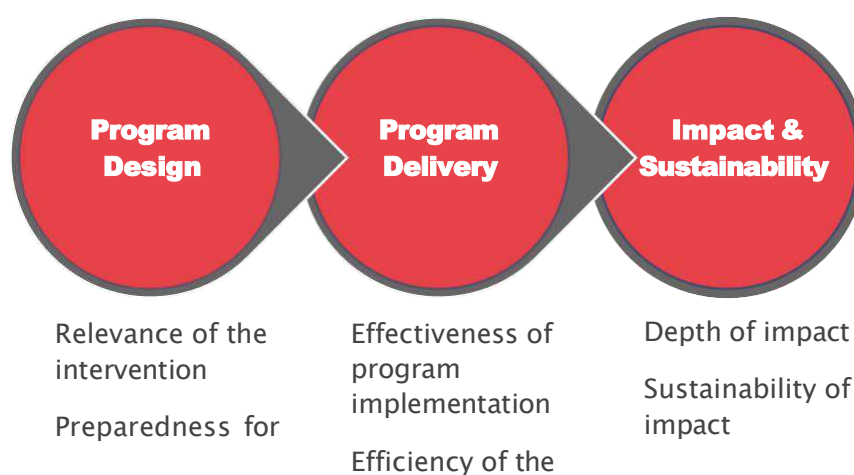 Program
Design
Program
Delivery
Impact &
Sustainability
Relevance of the
intervention
Preparedness for
Effectiveness of
program
implementation
Efficiency of the
Depth of impact
Sustainability of
impact